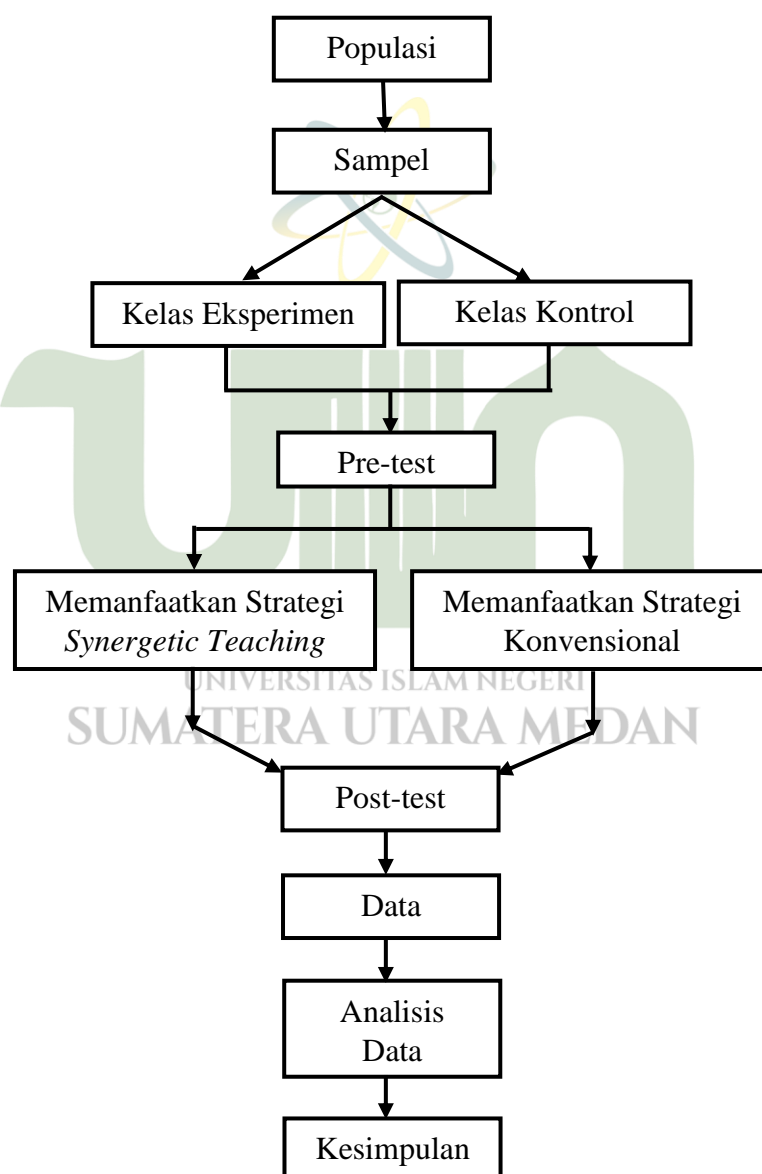 Populasi
Sampel
Kelas Eksperimen
Kelas Kontrol
Pre-test
Memanfaatkan Strategi
Synergetic Teaching
Memanfaatkan Strategi
Konvensional
UNIVERSITAS ISLAM NEGERI
SUMATERA UTARA MEDAN
Post-test
Data
Analisis
Data
Kesimpulan